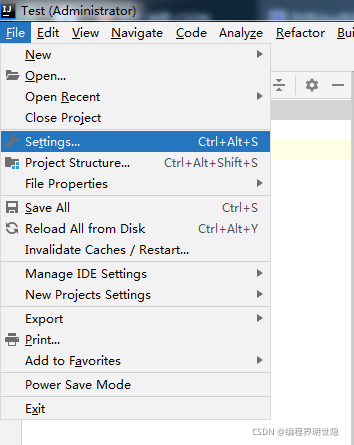 IJ Test (Administrator)
File Edit View Navigate Code Analyze Refactor
New
Open...
Open Recent
Close Project
Settings... Ctrl+Alt+S
Project Structure... Ctrl+Alt+Shift+S
File Properties
Save All Ctrl+S
Reload All from Disk Ctrl+Alt+Y
Invalidate Caches / Restart...
Manage IDE Settings
New Projects Settings
Export
Print...
Add to Favorites
Power Save Mode
Exit
CSDN @编程界明世隐